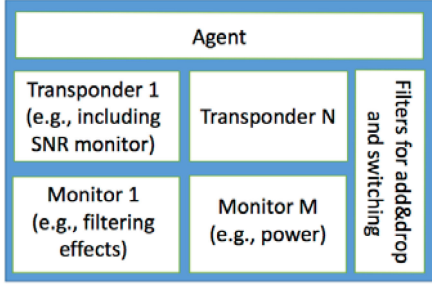 Agent
Transponder 1
(e.g., including
SNR monitor)
Transponder N
Filters for add&drop
and switching
Monitor 1
(e.g., filtering
effects)
Monitor M
(e.g., power)